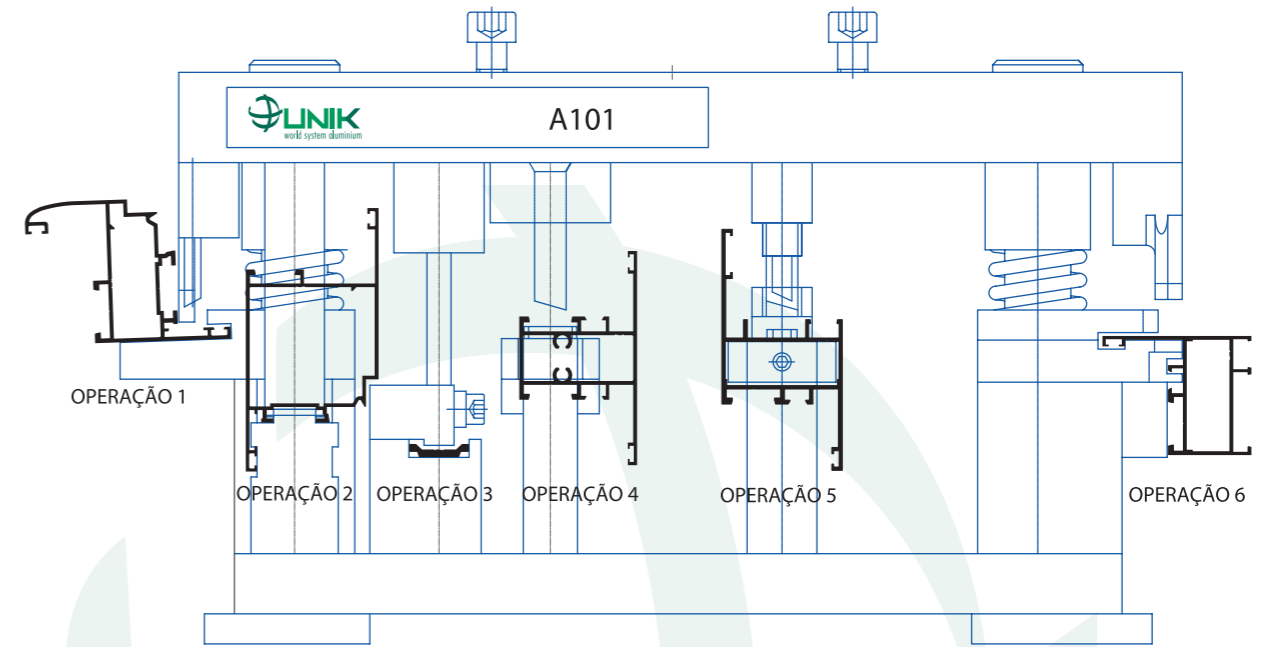 UNIK
world system aluminium
A101
OPERAÇÃO 1
OPERAÇÃO 2
OPERAÇÃO 3
OPERAÇÃO 4
OPERAÇÃO 5
OPERAÇÃO 6